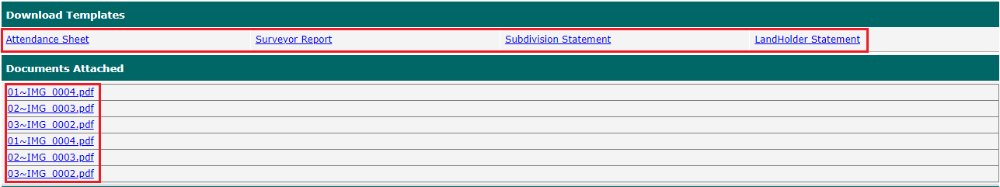 Download Templates
Attendance Sheet Surveyor Report Subdivision Statement LandHolder Statement
Documents Attached
01~IMG_0004.pdf
02~IMG_0003.pdf
03~IMG_0002.pdf
01~IMG_0004.pdf
02~IMG_0003.pdf
03~IMG_0002.pdf